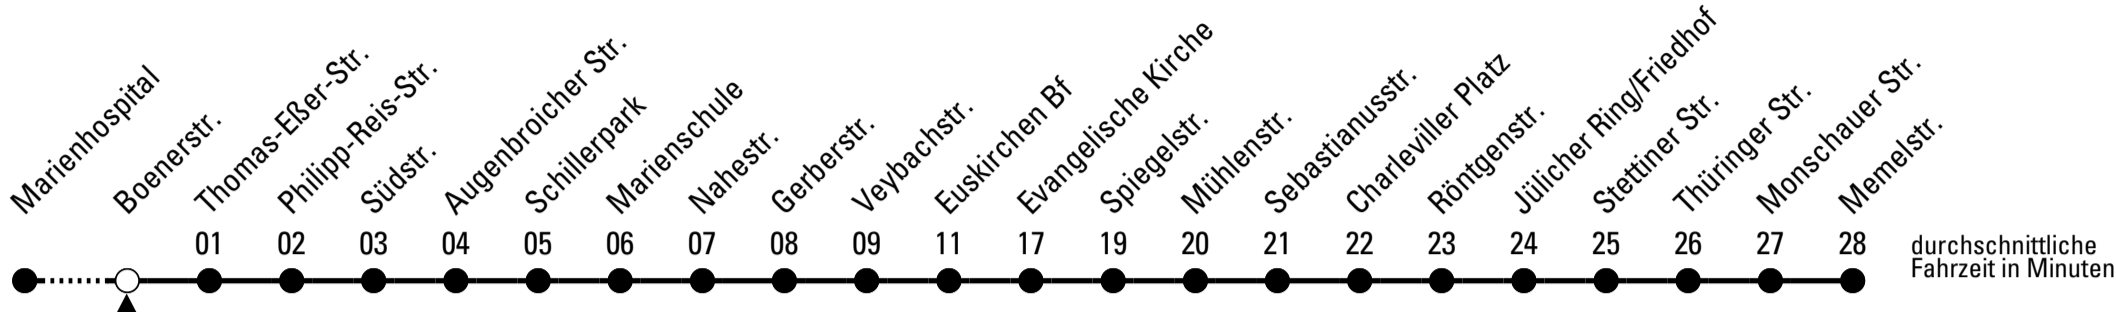 Marienhospital
Boenerstr.
Thomas-Eßer-Str.
Philipp-Reis-Str.
Südstr.
Augenbroicher Str.
Schillerpark
Marienschule
Nahestr.
Gerberstr.
Veybachstr.
Euskirchen Bf
Evangelische Kirche
Spiegelstr.
Mühlenstr.
Sebastianusstr.
Charleviller Platz
Röntgenstr.
Jülicher Ring/Friedhof
Stettiner Str.
Thüringer Str.
Monschauer Str.
Memelstr.
01 02 03 04 05 06 07 08 09 11 17 19 20 21 22 23 24 25 26 27 28
durchschnittliche
Fahrzeit in Minuten